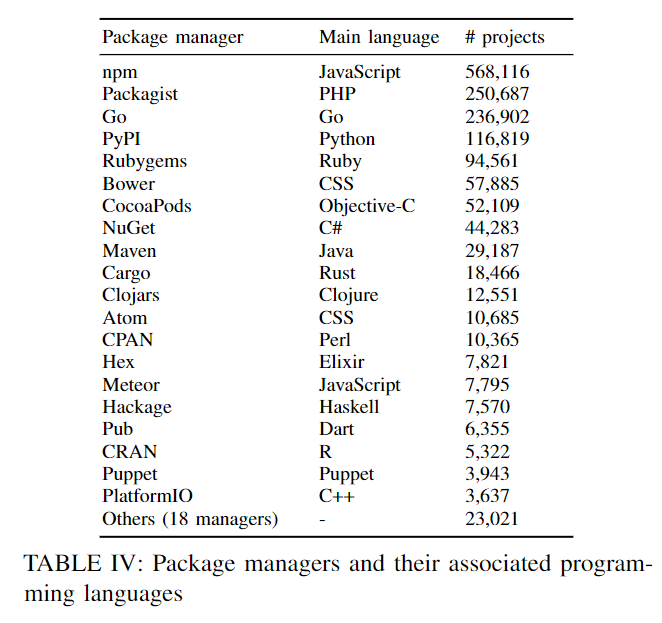 Package manager Main language # projects
npm JavaScript 568,116
Packagist PHP 250,687
Go Go 236,902
PyPI Python 116,819
Rubygems Ruby 94,561
Bower CSS 57,885
CocoaPods Objective-C 52,109
NuGet C# 44,283
Maven Java 29,187
Cargo Rust 18,466
Clojars Clojure 12,551
Atom CSS 10,685
CPAN Perl 10,365
Hex Elixir 7,821
Meteor JavaScript 7,795
Hackage Haskell 7,570
Pub Dart 6,355
CRAN R 5,322
Puppet Puppet 3,943
PlatformIO C++ 3,637
Others (18 managers) - 23,021
TABLE IV: Package managers and their associated program-
ming languages